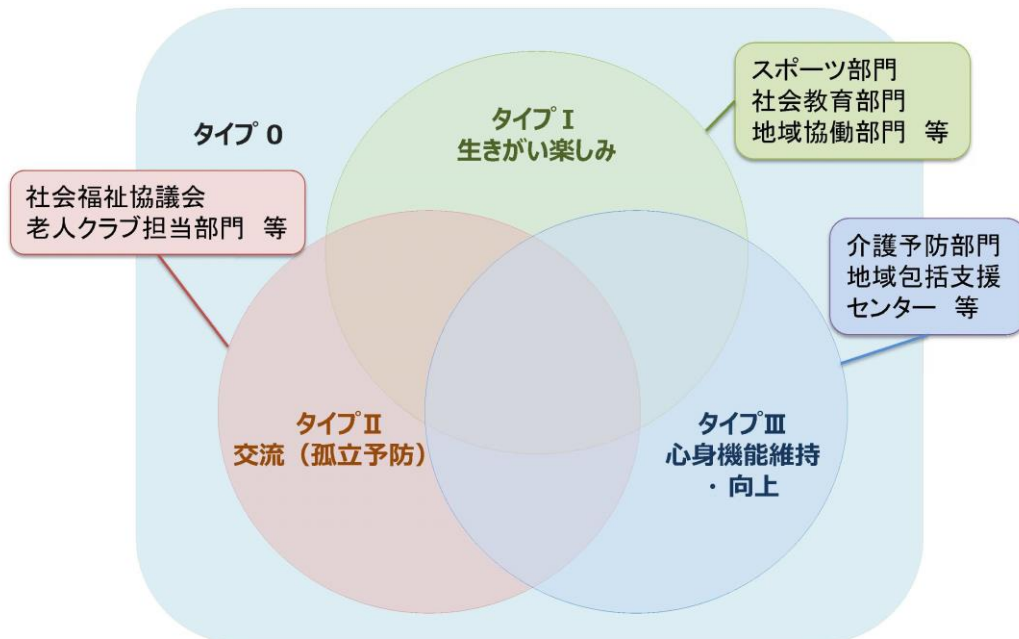 スポーツ部門
社会教育部門
地域協働部門 等
タイプ 0
タイプ I
生きがい楽しみ
社会福祉協議会
老人クラブ担当部門 等
介護予防部門
地域包括支援
センター 等
タイプⅡ
交流（孤立予防）
タイプⅢ
心身機能維持
・向上